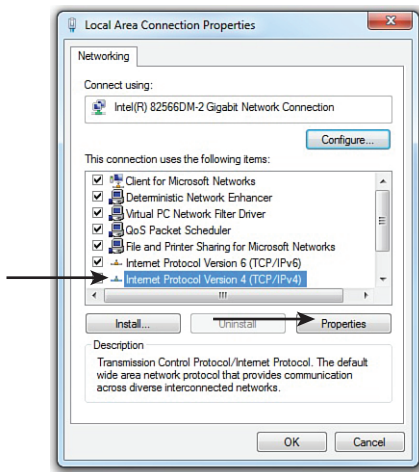 Local Area Connection Properties
Networking
Connect using:
Intel(R) 82566DM-2 Gigabit Network Connection
Configure...
This connection uses the following items:
Client for Microsoft Networks
Deterministic Network Enhancer
Virtual PC Network Filter Driver
QoS Packet Scheduler
File and Printer Sharing for Microsoft Networks
Internet Protocol Version 6 (TCP/IPv6)
Internet Protocol Version 4 (TCP/IPv4)
Install... Uninstall Properties
Description
Transmission Control Protocol/Internet Protocol. The default
wide area network protocol that provides communication
across diverse interconnected networks.
OK Cancel